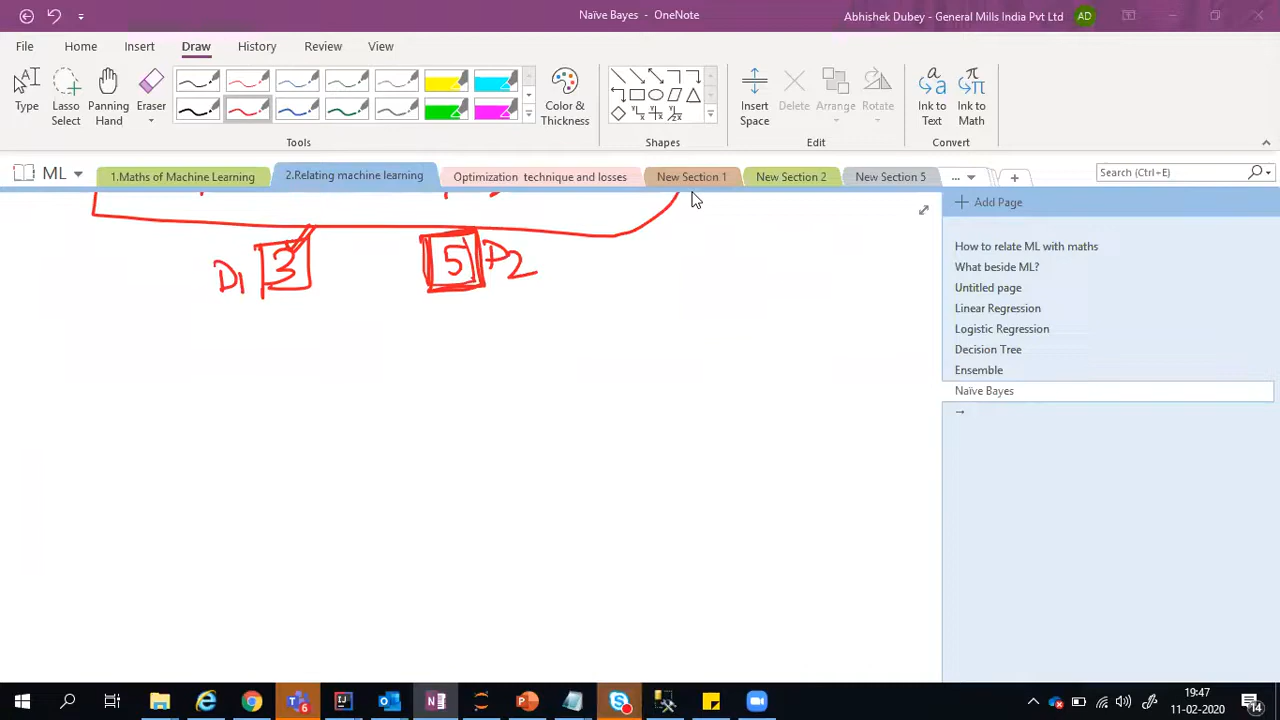 Naïve Bayes - OneNote
Abhishek Dubey - General Mills India Pvt Ltd
AD
File Home Insert Draw History Review View
Type
Lasso Select
Panning Hand
Eraser
Color & Thickness
Insert Space
Delete
Arrange
Rotate
Ink to Text
Ink to Math
Tools
Shapes
Edit
Convert
ML
1.Maths of Machine Learning
2.Relating machine learning
Optimization technique and losses
New Section 1
New Section 2
New Section 5
...
Search (Ctrl+E)
Add Page
How to relate ML with maths
What beside ML?
Untitled page
Linear Regression
Logistic Regression
Decision Tree
Ensemble
Naïve Bayes
→
D1 3 5 D2
6
19:47
11-02-2020
14